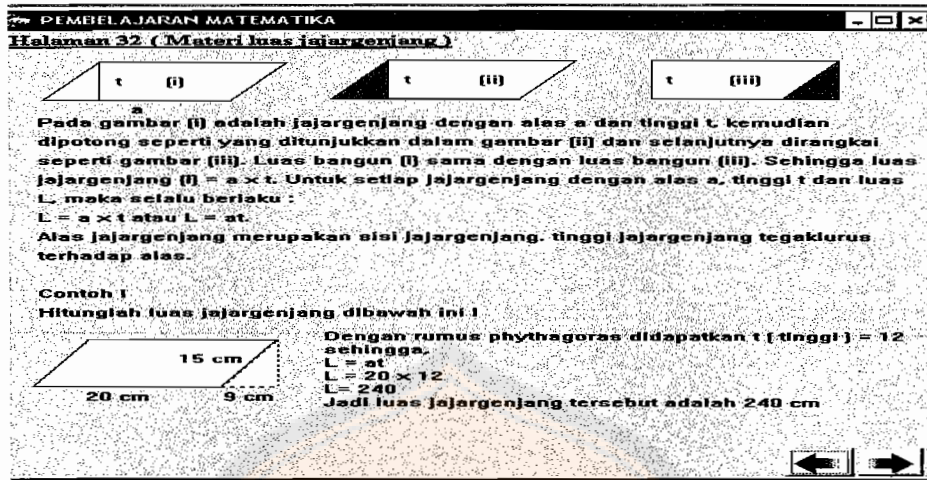 PEMBELAJARAN MATEMATIKA
Halaman 32 ( Materi luas jajargenjang )
t (i)
t (ii)
t (iii)
a
Pada gambar (i) adalah jajargenjang dengan alas a dan tinggi t. kemudian
dipotong seperti yang ditunjukkan dalam gambar (ii) dan selanjutnya dirangkai
seperti gambar (iii). Luas bangun (i) sama dengan luas bangun (iii). Sehingga luas
jajargenjang (i) = a x t. Untuk setiap jajargenjang dengan alas a, tinggi t dan luas
L, maka selalu berlaku :
L = a x t atau L = at.
Alas jajargenjang merupakan sisi jajargenjang. tinggi jajargenjang tegaklurus
terhadap alas.
Contoh I
Hitunglah luas jajargenjang dibawah ini !
15 cm
20 cm 9 cm
Dengan rumus phythagoras didapatkan t ( tinggi ) = 12
sehingga,
L = at
L = 20 x 12
L= 240
Jadi luas jajargenjang tersebut adalah 240 cm